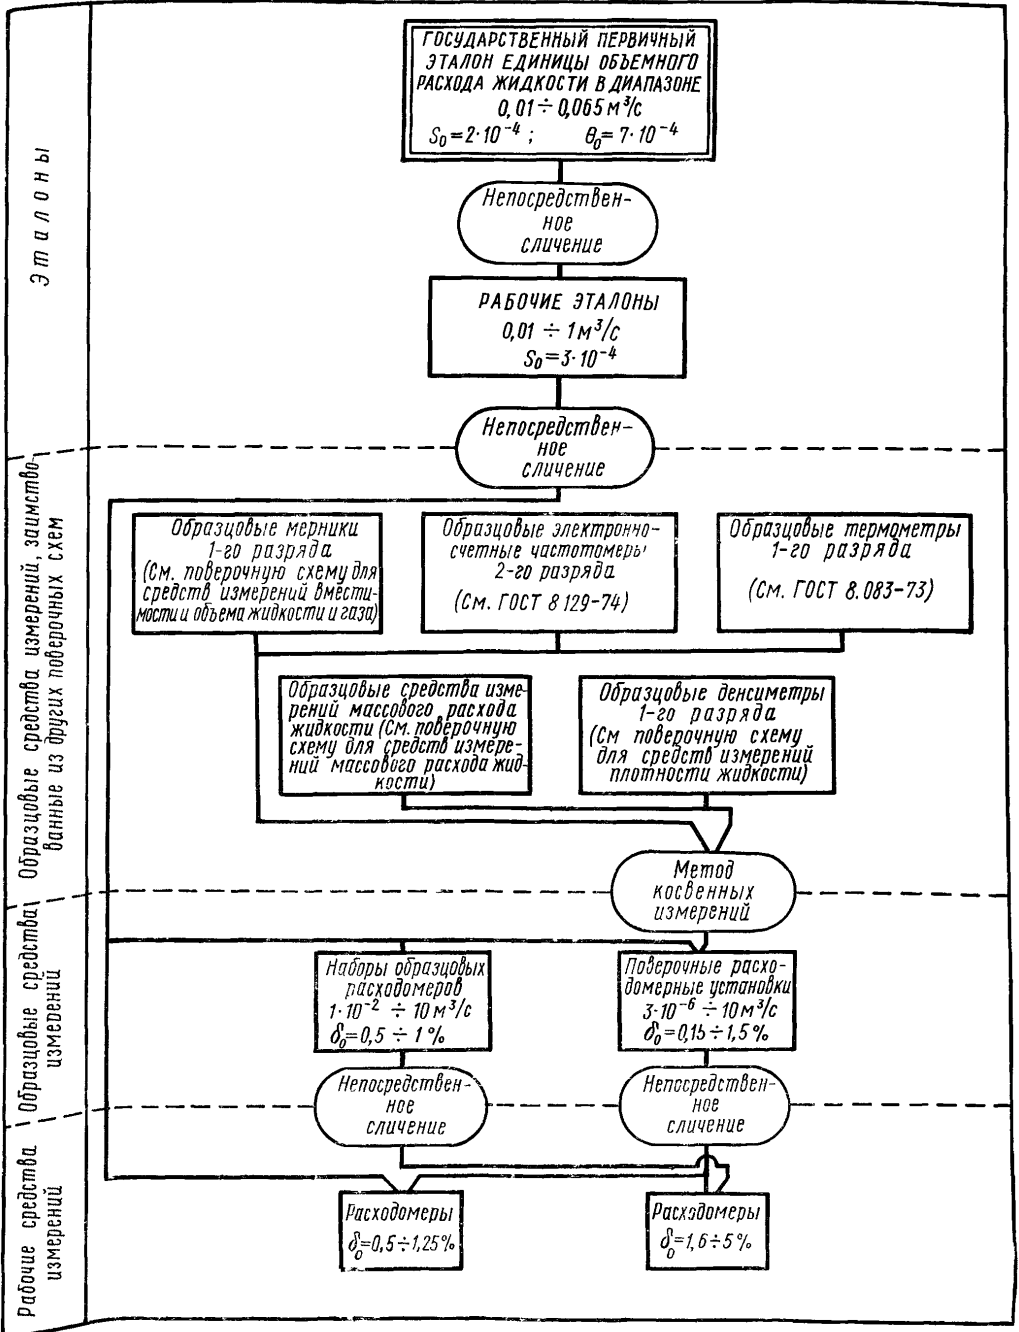 ГОСУДАРСТВЕННЫЙ ПЕРВИЧНЫЙ
ЭТАЛОН ЕДИНИЦЫ ОБЪЕМНОГО
РАСХОДА ЖИДКОСТИ В ДИАПАЗОНЕ
0,01 ÷ 0,065 м³/с
S₀ = 2·10⁻⁴ ; θ₀ = 7·10⁻⁴
Непосредствен-
ное
сличение
РАБОЧИЕ ЭТАЛОНЫ
0,01 ÷ 1 м³/с
S₀ = 3·10⁻⁴
Непосредствен-
ное
сличение
Эталоны
Образцовые мерники
1-го разряда
(См. поверочную схему для
средств измерений вмести-
мости и объема жидкости и газа)
Образцовые электронно-
счетные частотомеры
2-го разряда
(См. ГОСТ 8 129-74)
Образцовые термометры
1-го разряда
(См. ГОСТ 8.083-73)
Образцовые средства изме-
рений массового расхода
жидкости (См. поверочную
схему для средств измере-
ний массового расхода жид-
кости)
Образцовые денсиметры
1-го разряда
(См поверочную схему
для средств измерений
плотности жидкости)
Метод
косвенных
измерений
Образцовые средства измерений, заимство-
ванные из других поверочных схем
Наборы образцовых
расходомеров
1·10⁻² ÷ 10 м³/с
δ₀ = 0,5 ÷ 1 %
Поверочные расхо-
домерные установки
3·10⁻⁶ ÷ 10 м³/с
δ₀ = 0,15 ÷ 1,5 %
Непосредствен-
ное
сличение
Непосредствен-
ное
сличение
Образцовые средства
измерений
Расходомеры
δ₀ = 0,5 ÷ 1,25 %
Расходомеры
δ₀ = 1,6 ÷ 5 %
Рабочие средства
измерений